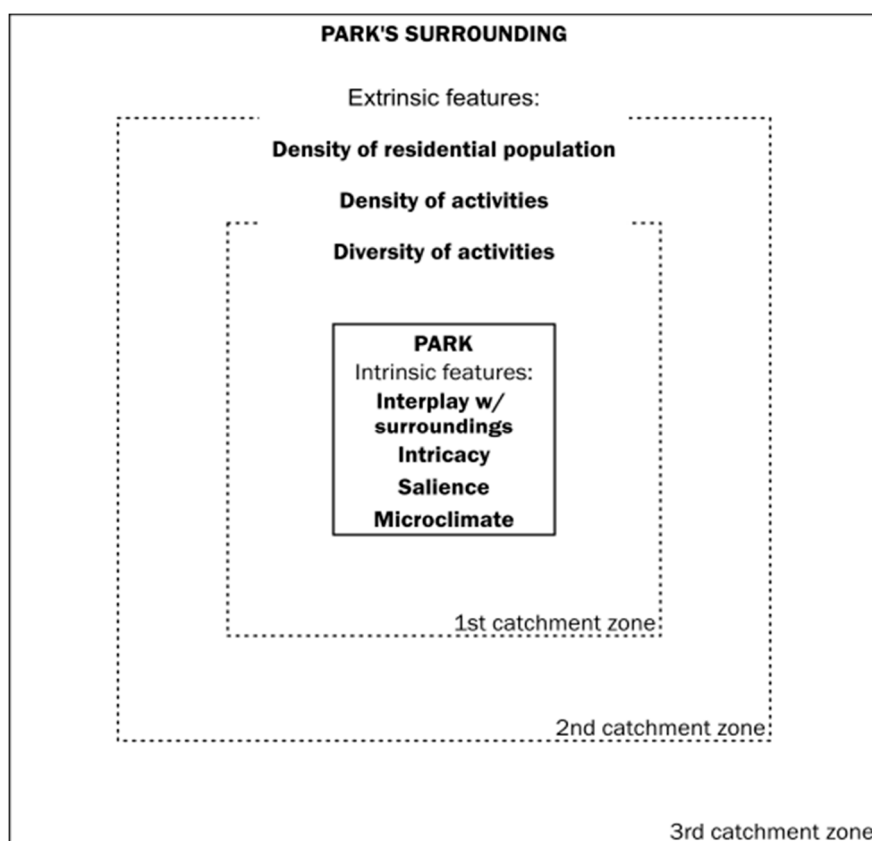 PARK'S SURROUNDING
Extrinsic features:
Density of residential population
Density of activities
Diversity of activities
PARK
Intrinsic features:
Interplay w/
surroundings
Intricacy
Salience
Microclimate
1st catchment zone
2nd catchment zone
3rd catchment zone